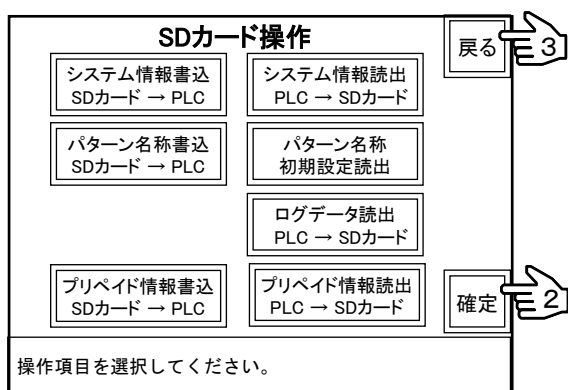 SDカード操作
戻る
3
システム情報書込
SDカード → PLC
システム情報読出
PLC → SDカード
パターン名称書込
SDカード → PLC
パターン名称
初期設定読出
ログデータ読出
PLC → SDカード
プリペイド情報書込
SDカード → PLC
プリペイド情報読出
PLC → SDカード
確定
2
操作項目を選択してください。